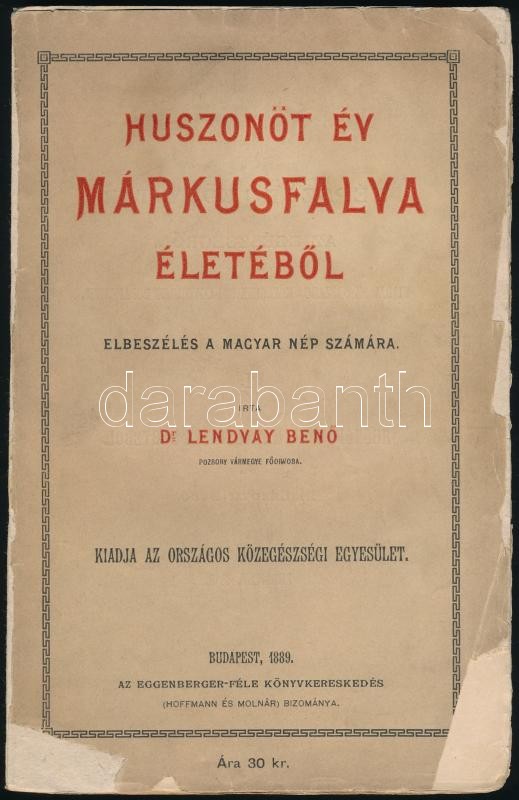 HUSZONÖT ÉV
MÁRKUSFALVA
ÉLETÉBŐL
ELBESZÉLÉS A MAGYAR NÉP SZÁMÁRA.
darabanth
IRTA
Dr LENDVAY BENŐ
POZSONY VÁRMEGYE FŐORVOSA.
KIADJA AZ ORSZÁGOS KÖZEGÉSZSÉGI EGYESÜLET.
BUDAPEST, 1889.
AZ EGGENBERGER-FÉLE KÖNYVKERESKEDÉS
(HOFFMANN ÉS MOLNÁR) BIZOMÁNYA.
Ára 30 kr.